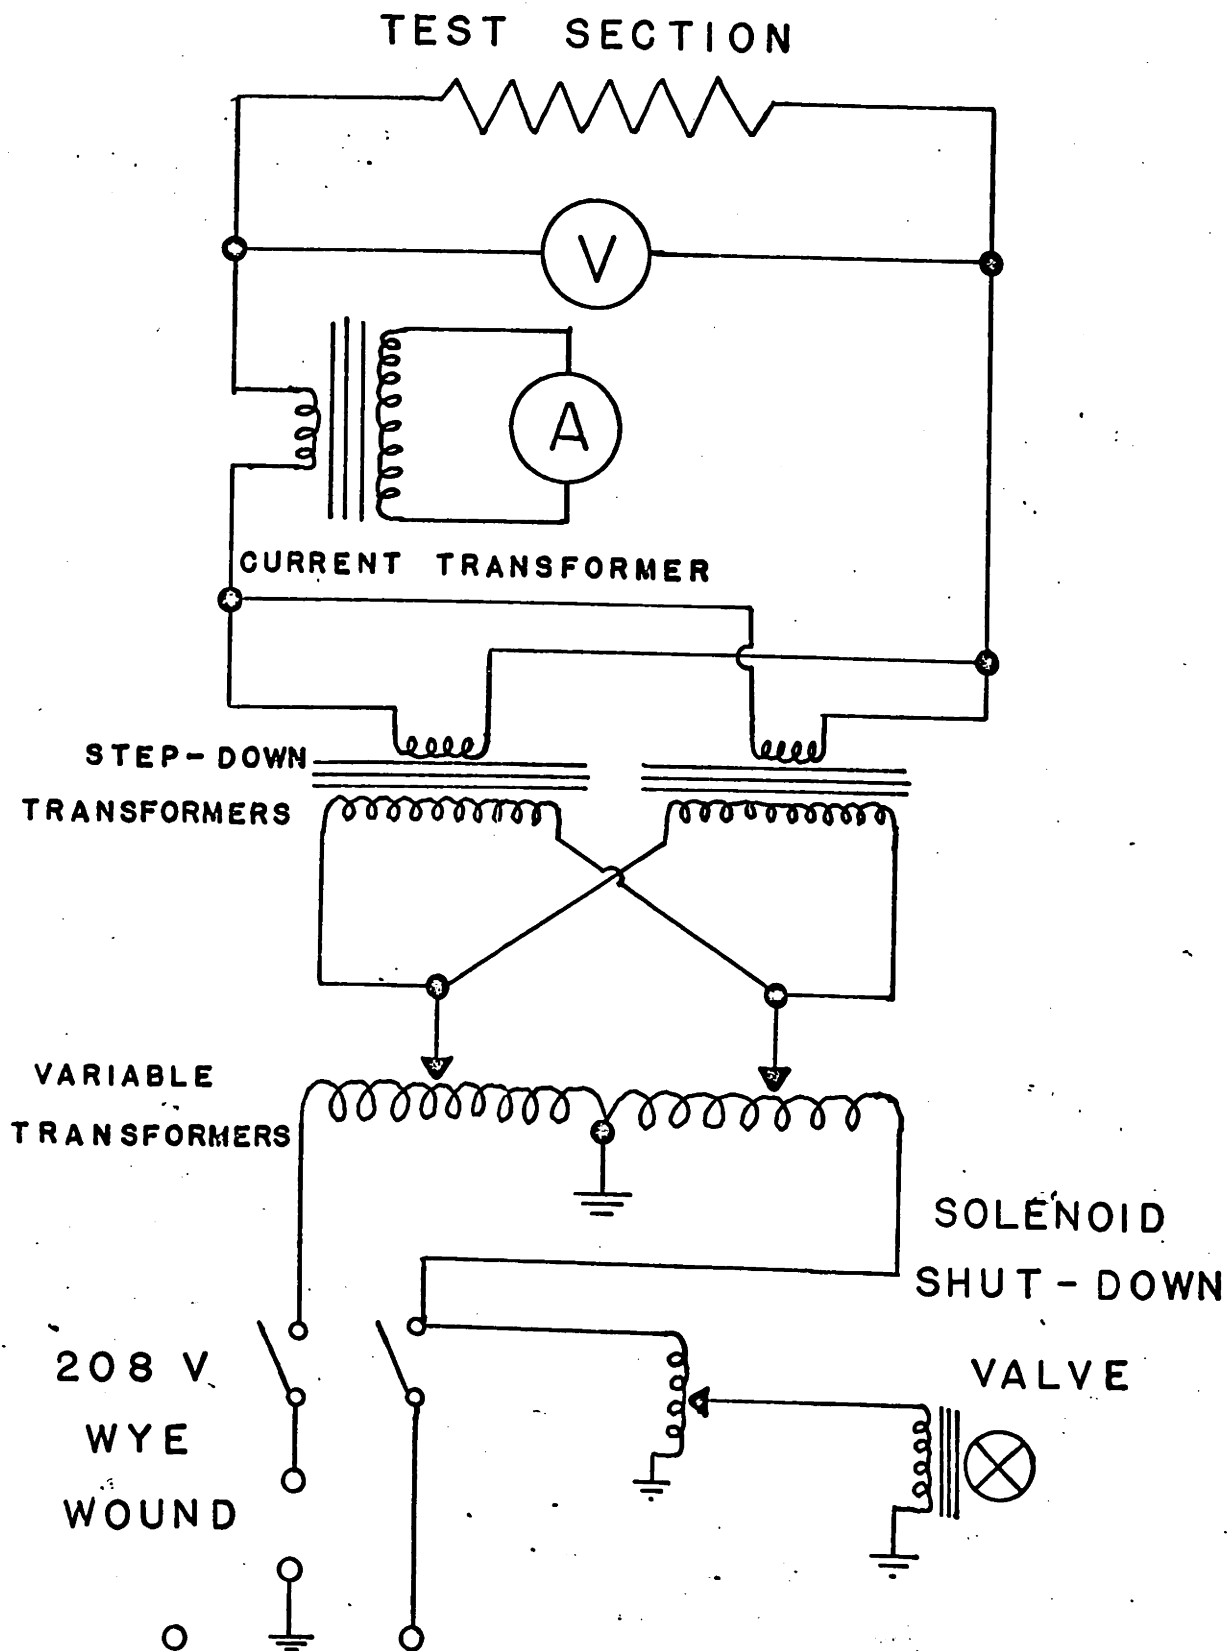 TEST SECTION
V
A
CURRENT TRANSFORMER
STEP-DOWN
TRANSFORMERS
VARIABLE
TRANSFORMERS
SOLENOID
SHUT-DOWN
VALVE
208 V
WYE
WOUND